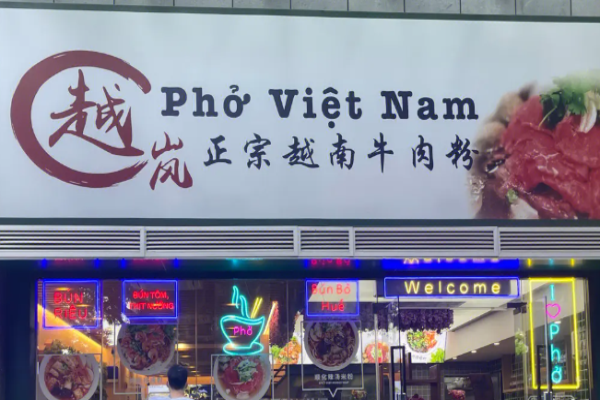 越
岚
Phở Việt Nam
正宗越南牛肉粉
BÚN
RIÊU
BÚN TÔM,
THỊT NƯỚNG
Phở
Bún Bò
Huế
Welcome
I ♡ Phở